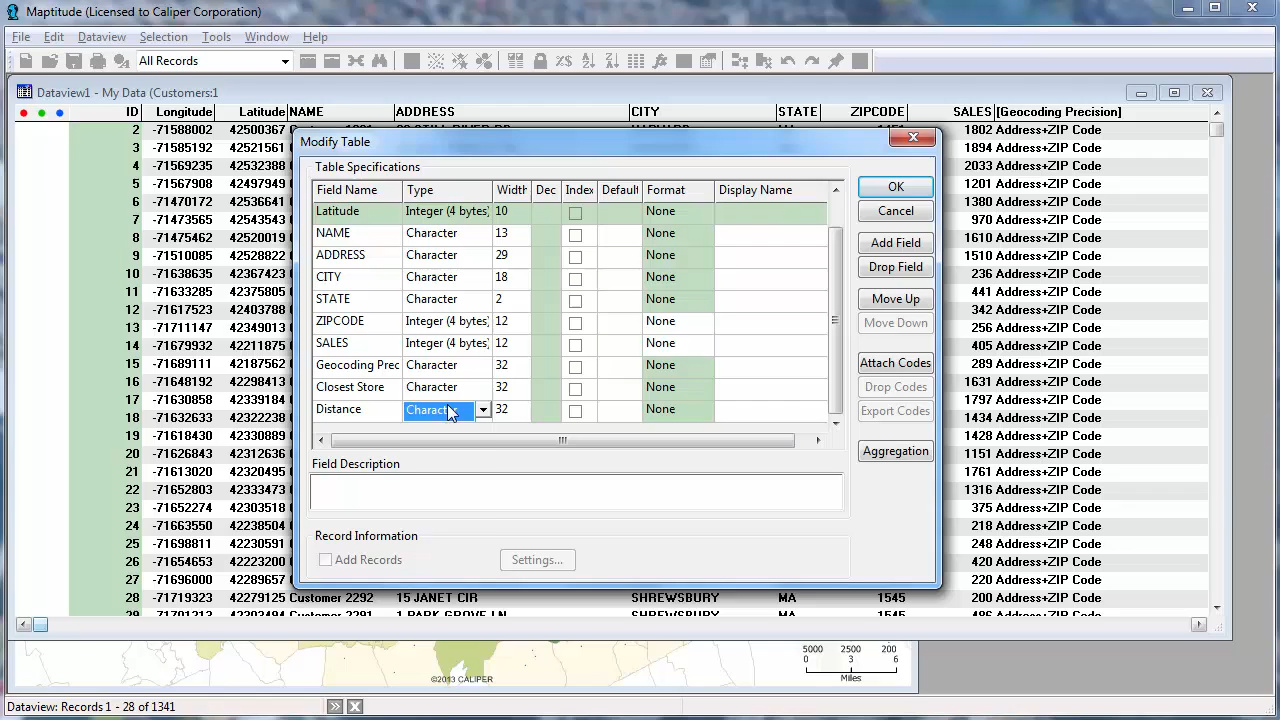 Maptitude (Licensed to Caliper Corporation)
File Edit Dataview Selection Tools Window Help
All Records
Dataview1 - My Data (Customers:1
ID Longitude Latitude NAME ADDRESS CITY STATE ZIPCODE SALES [Geocoding Precision]
2 -71588002 42500367 1802 Address+ZIP Code
3 -71585192 42521561 1894 Address+ZIP Code
4 -71569235 42532388 2033 Address+ZIP Code
5 -71567908 42497949 1201 Address+ZIP Code
6 -71470172 42536641 1380 Address+ZIP Code
7 -71473565 42543543 970 Address+ZIP Code
8 -71475462 42520019 1610 Address+ZIP Code
9 -71510085 42528822 1510 Address+ZIP Code
10 -71638635 42367423 236 Address+ZIP Code
11 -71633285 42375805 441 Address+ZIP Code
12 -71617523 42403788 342 Address+ZIP Code
13 -71711147 42349013 256 Address+ZIP Code
14 -71679932 42211875 405 Address+ZIP Code
15 -71689111 42187562 289 Address+ZIP Code
16 -71648192 42298413 1631 Address+ZIP Code
17 -71650858 42339184 1797 Address+ZIP Code
18 -71632633 42322238 1434 Address+ZIP Code
19 -71618430 42330889 1428 Address+ZIP Code
20 -71626843 42312636 1151 Address+ZIP Code
21 -71613020 42320495 1761 Address+ZIP Code
22 -71652803 42333473 1316 Address+ZIP Code
23 -71652274 42303518 375 Address+ZIP Code
24 -71663550 42238504 218 Address+ZIP Code
25 -71698811 42230591 248 Address+ZIP Code
26 -71654653 42223200 420 Address+ZIP Code
27 -71696000 42289657 220 Address+ZIP Code
28 -71719323 42279125 Customer 2292 15 JANET CIR SHREWSBURY MA 1545 200 Address+ZIP Code
29 -71701213 42303494 1 PARK GROVE LN SHREWSBURY MA 1545 486 Address+ZIP Code
Modify Table
Table Specifications
Field Name Type Width Dec Index Default Format Display Name
Latitude Integer (4 bytes) 10 None
NAME Character 13 None
ADDRESS Character 29 None
CITY Character 18 None
STATE Character 2 None
ZIPCODE Integer (4 bytes) 12 None
SALES Integer (4 bytes) 12 None
Geocoding Prec Character 32 None
Closest Store Character 32 None
Distance Character 32 None
Field Description
Record Information
Add Records
Settings...
OK
Cancel
Add Field
Drop Field
Move Up
Move Down
Attach Codes
Drop Codes
Export Codes
Aggregation
©2013 CALIPER
5000 2500 200
0 3 6
Miles
Dataview: Records 1 - 28 of 1341